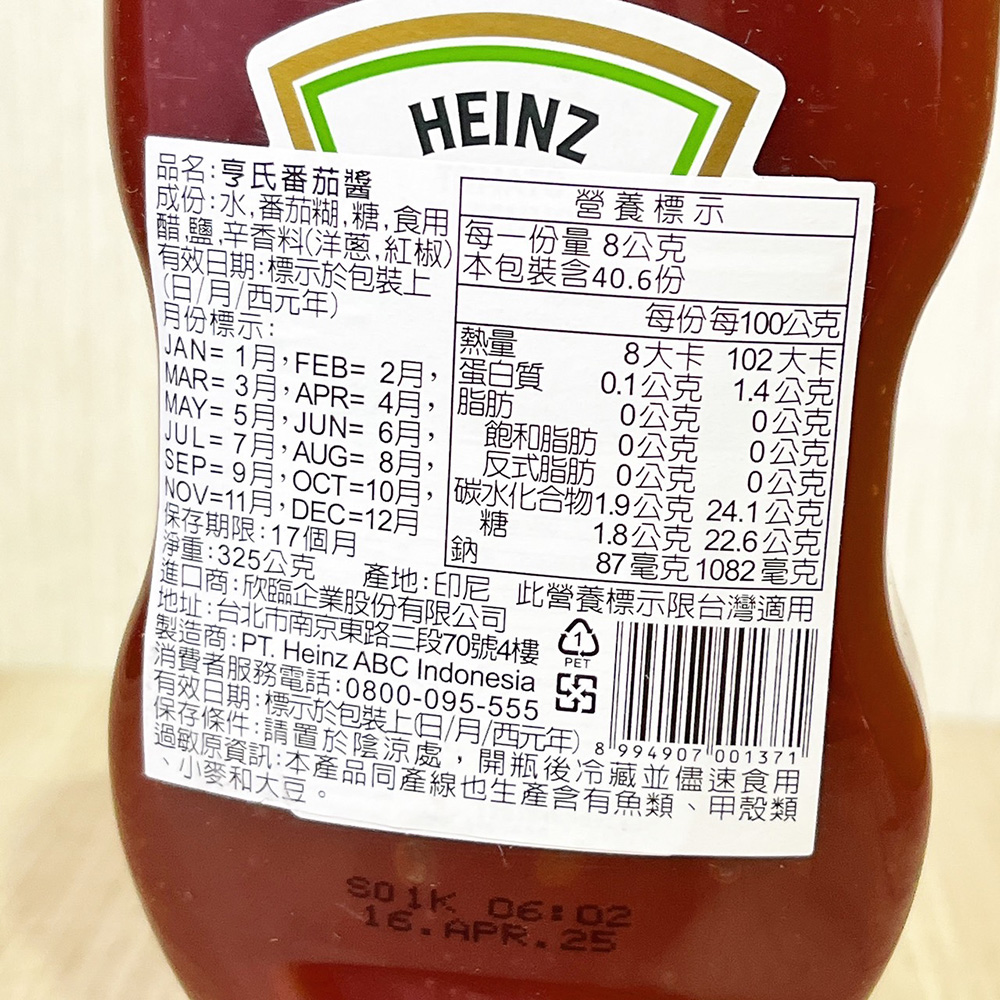 HEINZ
品名:亨氏番茄醬
成份:水,番茄糊,糖,食用
醋,鹽,辛香料(洋蔥,紅椒)
有效日期:標示於包裝上
(日/月/西元年)
月份標示:
JAN= 1月,FEB= 2月,
MAR= 3月,APR= 4月,
MAY= 5月,JUN= 6月,
JUL= 7月,AUG= 8月,
SEP= 9月,OCT=10月,
NOV=11月,DEC=12月
保存期限:17個月
淨重:325公克 產地:印尼
進口商:欣臨企業股份有限公司
地址:台北市南京東路三段70號4樓
製造商:PT. Heinz ABC Indonesia
消費者服務電話:0800-095-555
有效日期:標示於包裝上(日/月/西元年)
保存條件:請置於陰涼處,開瓶後冷藏並儘速食用
過敏原資訊:本產品同產線也生產含有魚類、甲殼類
、小麥和大豆。
營養標示
每一份量 8公克
本包裝含40.6份
每份 每100公克
熱量 8大卡 102大卡
蛋白質 0.1公克 1.4公克
脂肪 0公克 0公克
飽和脂肪 0公克 0公克
反式脂肪 0公克 0公克
碳水化合物 1.9公克 24.1公克
糖 1.8公克 22.6公克
鈉 87毫克 1082毫克
此營養標示限台灣適用
1
PET
8 994907 001371
S01K 06:02
16.APR.25